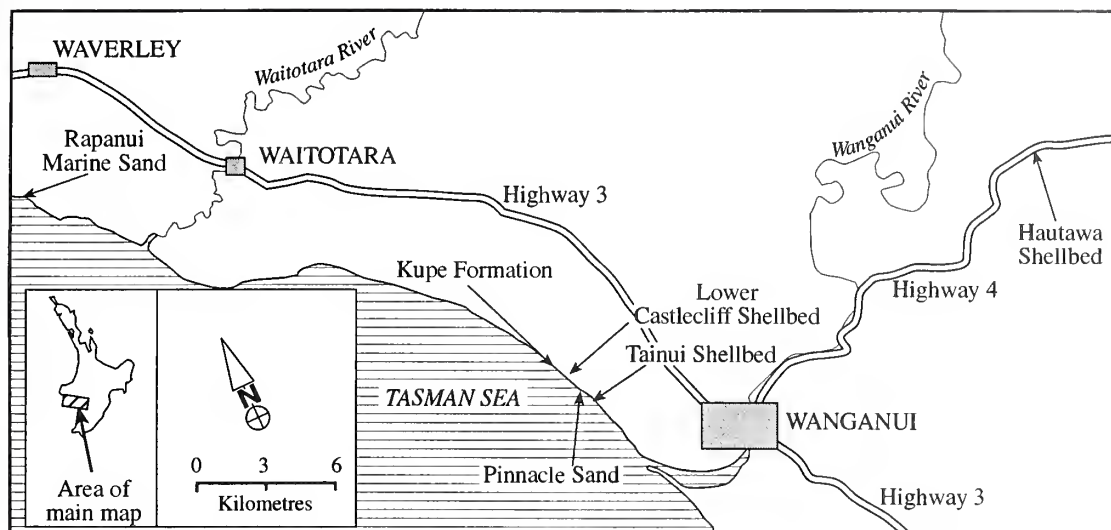 WAVERLEY
Waitotara River
Rapanui
Marine Sand
WAITOTARA
Wanganui River
Highway 3
Hautawa
Shellbed
Kupe Formation
Lower
Castlecliff Shellbed
Highway 4
Tainui Shellbed
TASMAN SEA
WANGANUI
Pinnacle Sand
Highway 3
N
0 3 6
Kilometres
Area of
main map